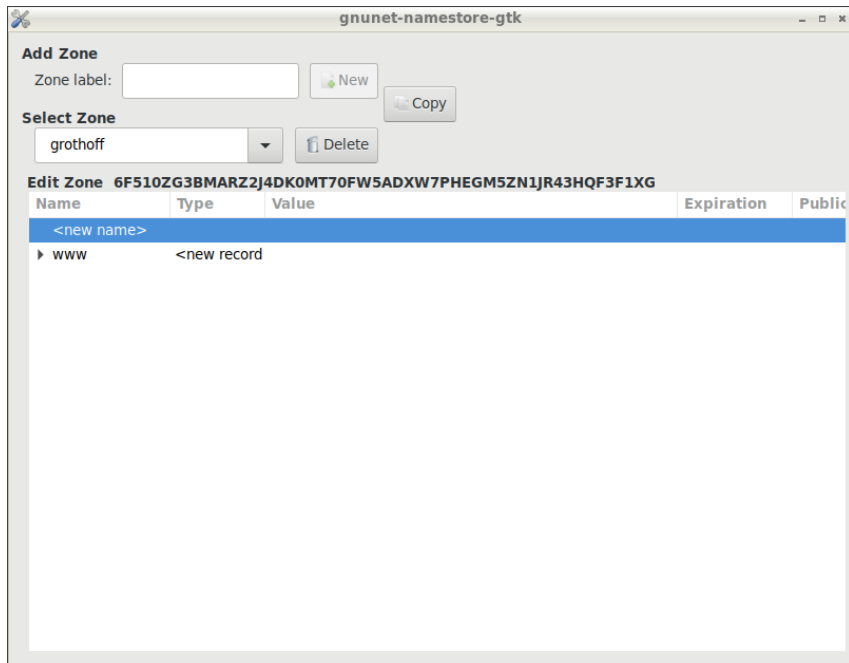 gnunet-namestore-gtk
Add Zone
Zone label:
New
Copy
Select Zone
grothoff
Delete
Edit Zone 6F510ZG3BMARZ2J4DK0MT70FW5ADXW7PHEGM5ZN1JR43HQF3F1XG
Name Type Value Expiration Public
<new name>
www <new record